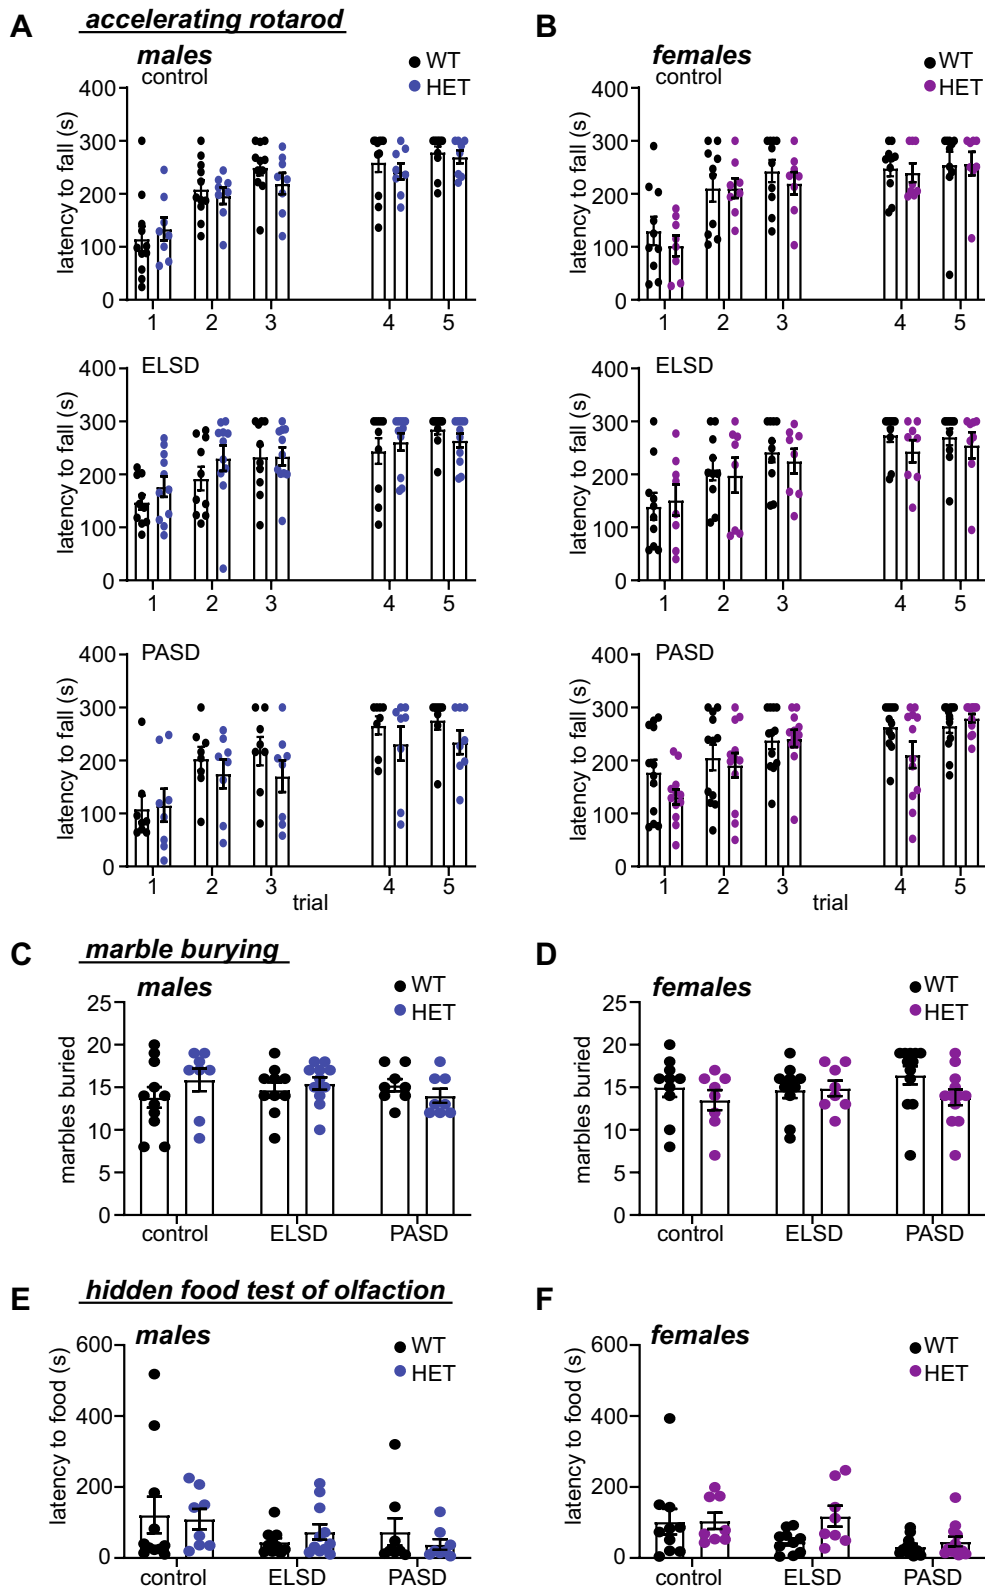 A accelerating rotarod
males
control
WT
HET
latency to fall (s)
400
300
200
100
0
1 2 3 4 5
B
females
control
WT
HET
latency to fall (s)
400
300
200
100
0
1 2 3 4 5
ELSD
latency to fall (s)
400
300
200
100
0
1 2 3 4 5
ELSD
latency to fall (s)
400
300
200
100
0
1 2 3 4 5
PASD
latency to fall (s)
400
300
200
100
0
1 2 3 4 5
trial
PASD
latency to fall (s)
400
300
200
100
0
1 2 3 4 5
trial
C marble burying
males
WT
HET
marbles buried
25
20
15
10
5
0
control ELSD PASD
D
females
WT
HET
marbles buried
25
20
15
10
5
0
control ELSD PASD
E hidden food test of olfaction
males
WT
HET
latency to food (s)
600
400
200
0
control ELSD PASD
F
females
WT
HET
latency to food (s)
600
400
200
0
control ELSD PASD